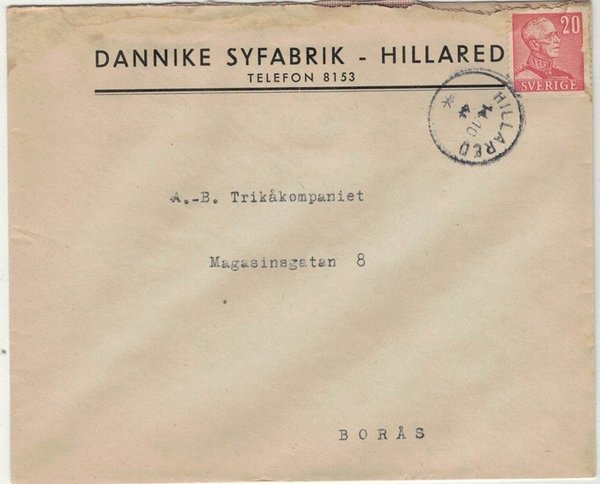 DANNIKE SYFABRIK - HILLARED
TELEFON 8153
20
SVERIGE
HILLARED
A.-B. Trikåkompaniet
Magasinsgatan 8
BORÅS